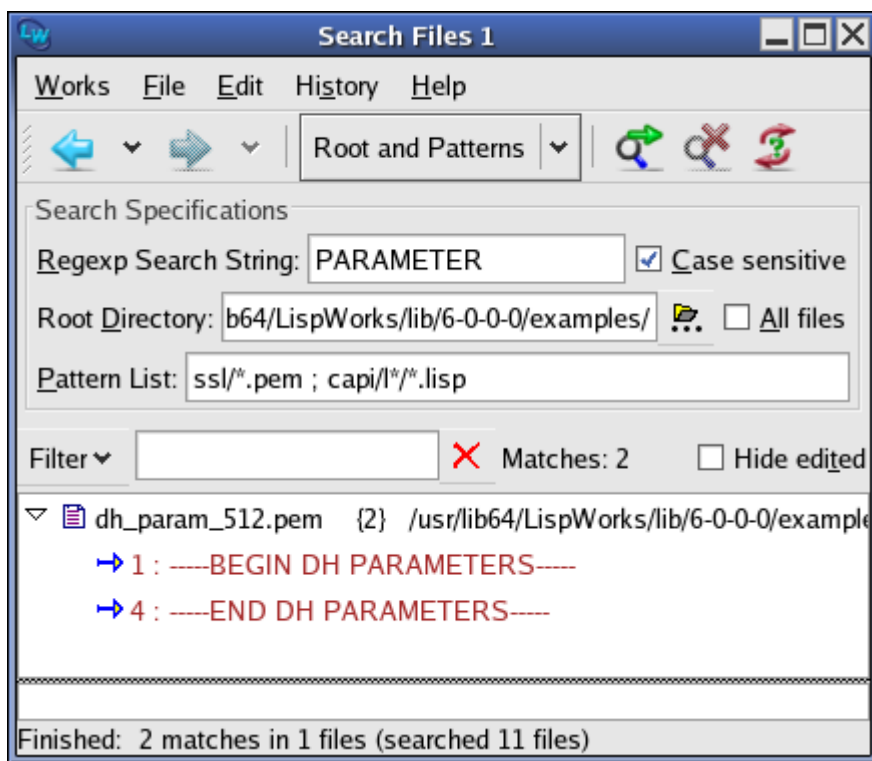 LW Search Files 1
Works File Edit History Help
Root and Patterns
Search Specifications
Regexp Search String: PARAMETER Case sensitive
Root Directory: b64/LispWorks/lib/6-0-0-0/examples/ All files
Pattern List: ssl/*.pem ; capi/l*/*.lisp
Filter Matches: 2 Hide edited
dh_param_512.pem {2} /usr/lib64/LispWorks/lib/6-0-0-0/example
1 : -----BEGIN DH PARAMETERS-----
4 : -----END DH PARAMETERS-----
Finished: 2 matches in 1 files (searched 11 files)